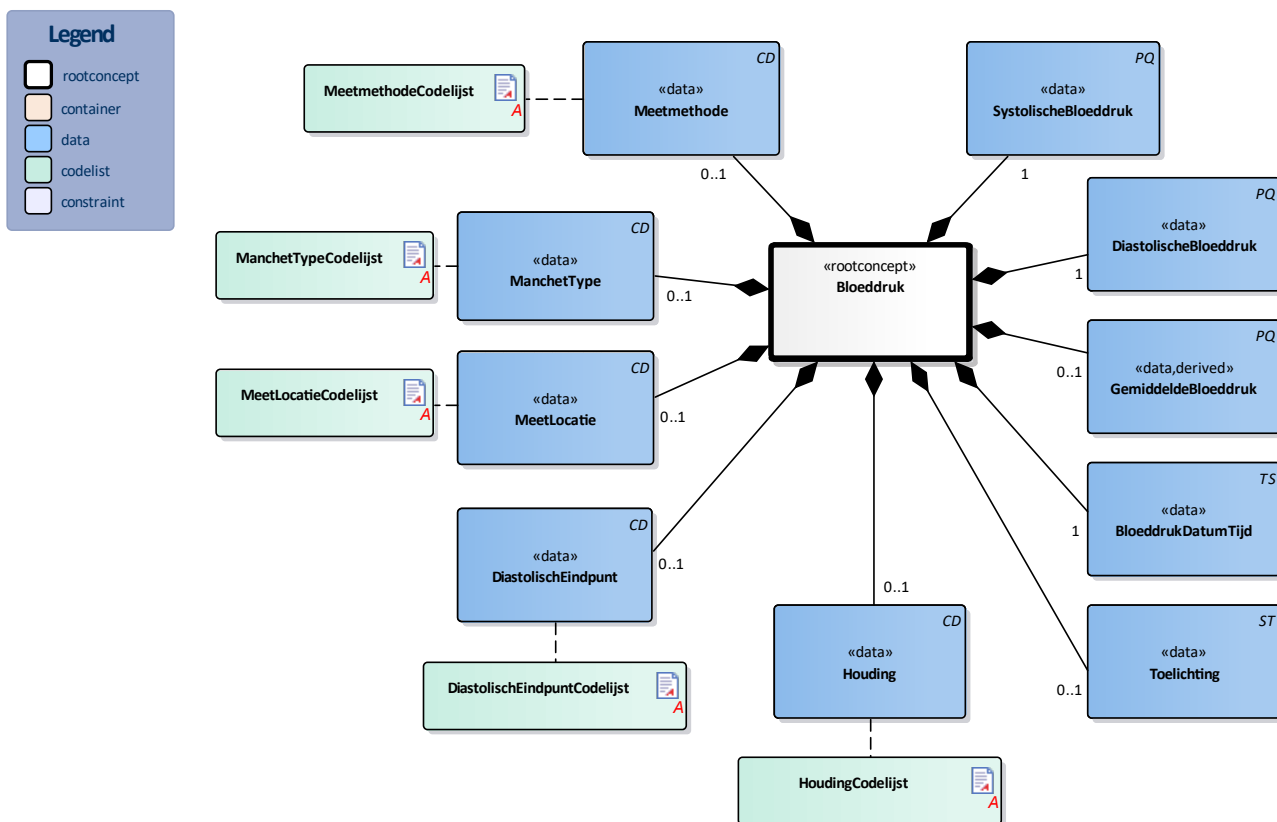 Legend
rootconcept
container
data
codelist
constraint
MeetmethodeCodelijst
A
CD
«data»
Meetmethode
0..1
PQ
«data»
SystolischeBloeddruk
1
ManchetTypeCodelijst
A
CD
«data»
ManchetType
0..1
«rootconcept»
Bloeddruk
PQ
«data»
DiastolischeBloeddruk
1
MeetLocatieCodelijst
A
CD
«data»
MeetLocatie
0..1
PQ
«data,derived»
GemiddeldeBloeddruk
0..1
CD
«data»
DiastolischEindpunt
0..1
TS
«data»
BloeddrukDatumTijd
1
DiastolischEindpuntCodelijst
A
0..1
CD
«data»
Houding
ST
«data»
Toelichting
0..1
HoudingCodelijst
A